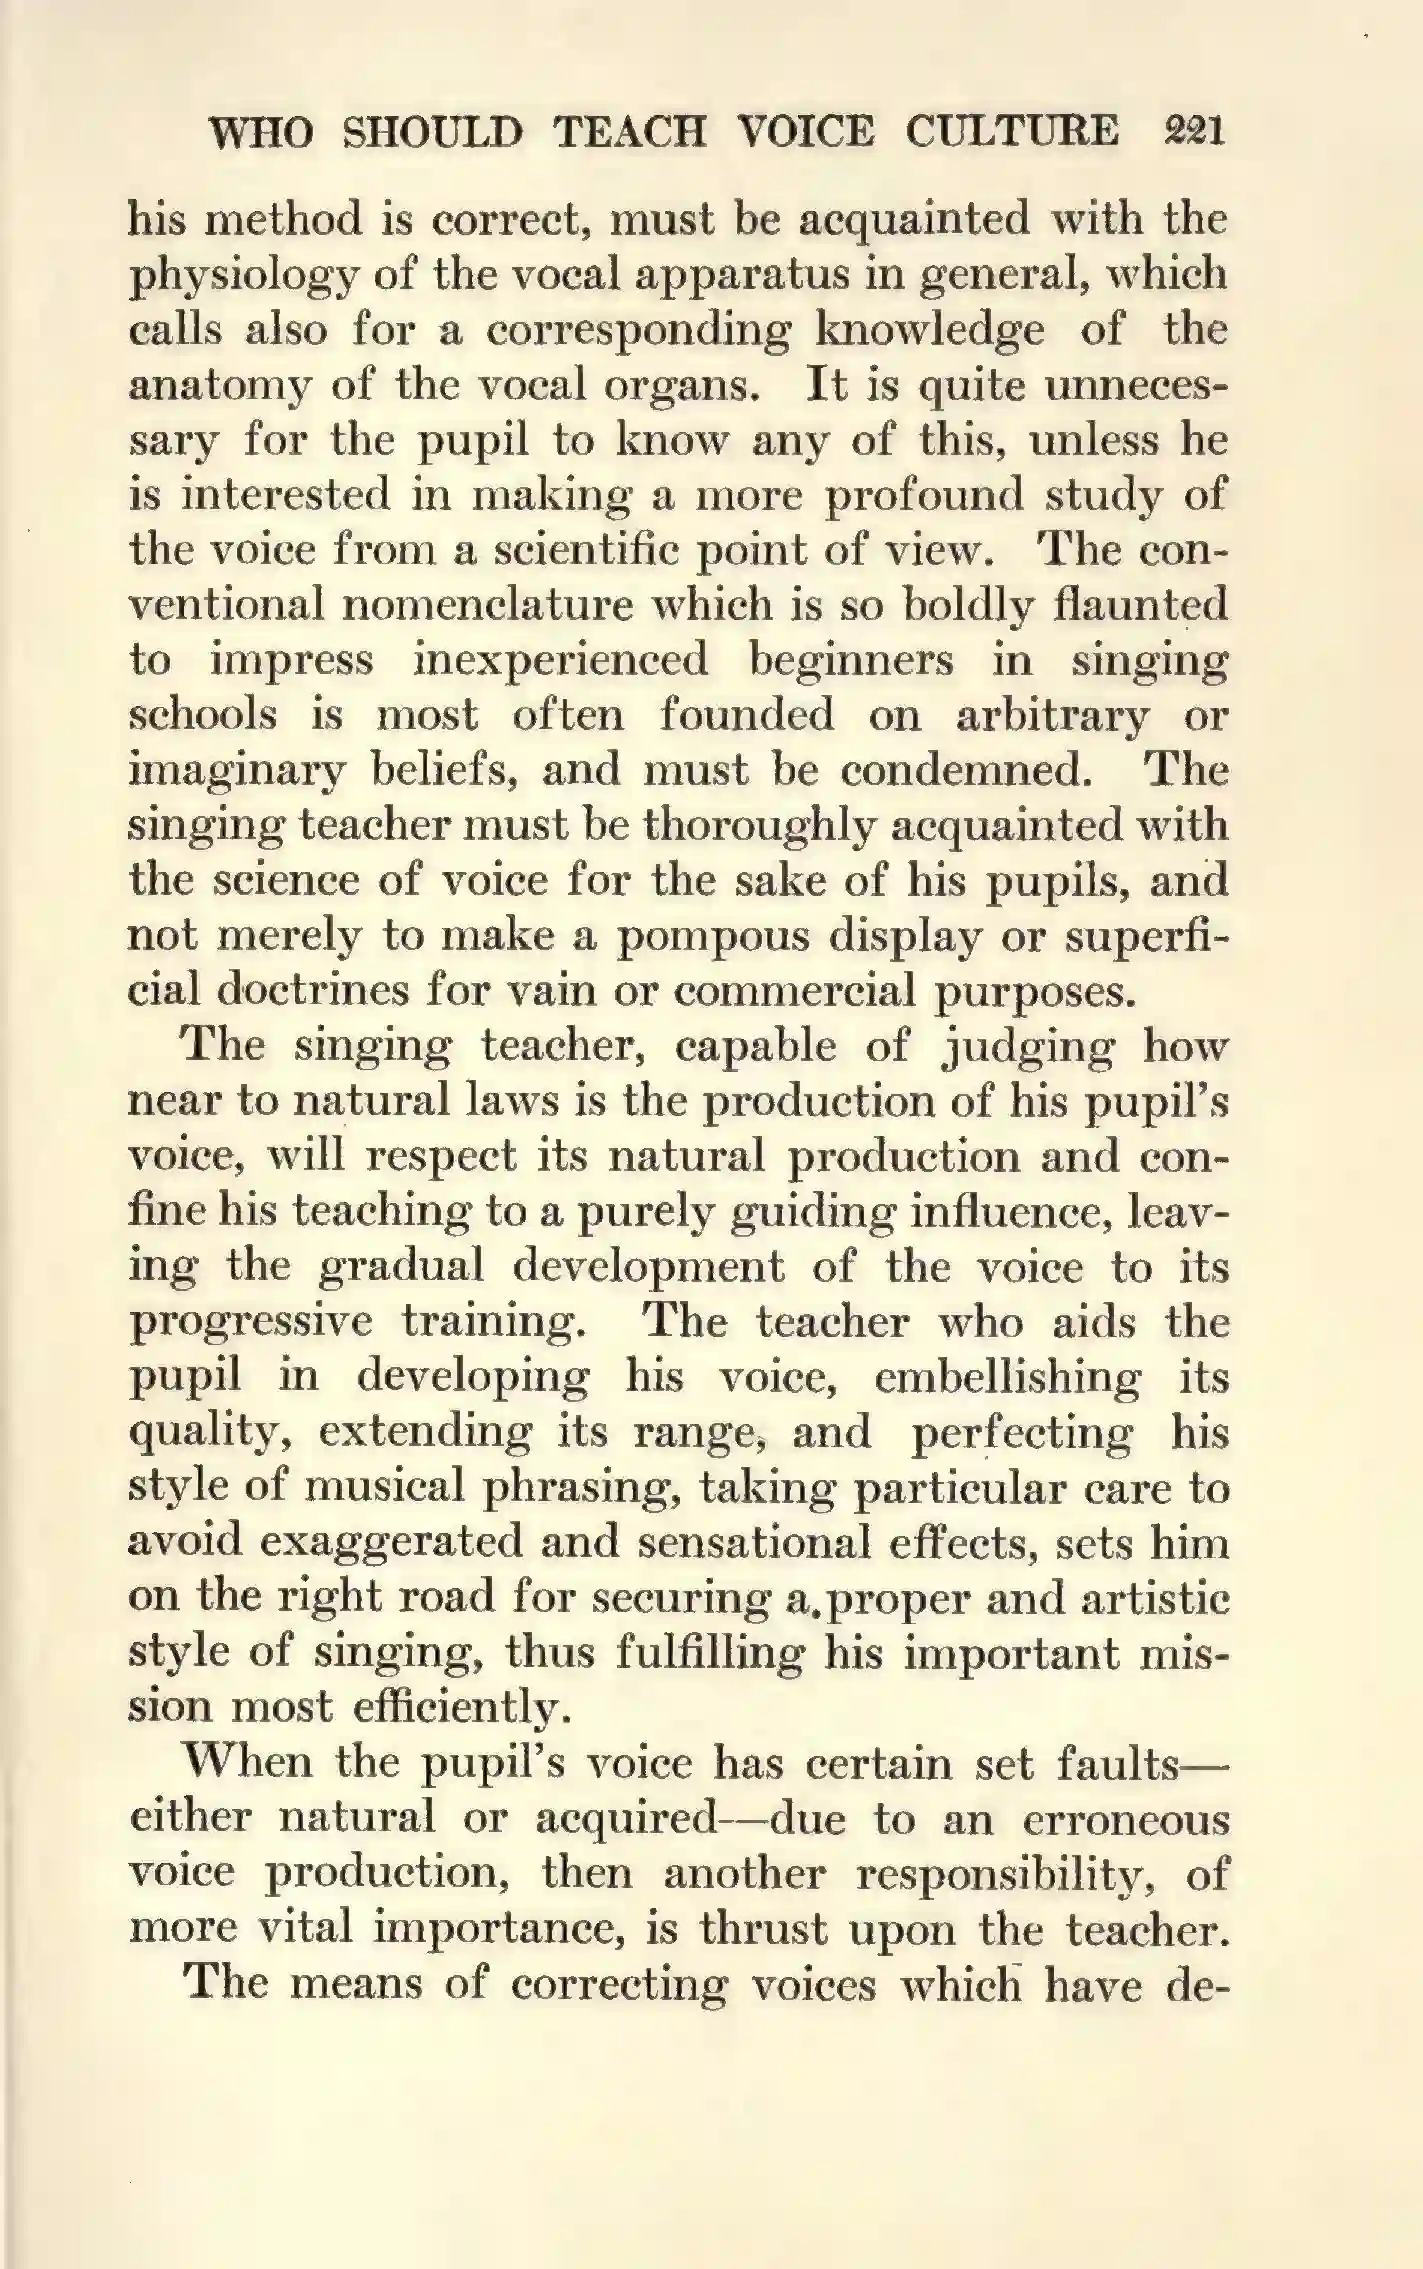 WHO SHOULD TEACH VOICE CULTURE 221
his method is correct, must be acquainted with the
physiology of the vocal apparatus in general, which
calls also for a corresponding knowledge of the
anatomy of the vocal organs. It is quite unneces-
sary for the pupil to know any of this, unless he
is interested in making a more profound study of
the voice from a scientific point of view. The con-
ventional nomenclature which is so boldly flaunted
to impress inexperienced beginners in singing
schools is most often founded on arbitrary or
imaginary beliefs, and must be condemned. The
singing teacher must be thoroughly acquainted with
the science of voice for the sake of his pupils, and
not merely to make a pompous display or superfi-
cial doctrines for vain or commercial purposes.
The singing teacher, capable of judging how
near to natural laws is the production of his pupil's
voice, will respect its natural production and con-
fine his teaching to a purely guiding influence, leav-
ing the gradual development of the voice to its
progressive training. The teacher who aids the
pupil in developing his voice, embellishing its
quality, extending its range, and perfecting his
style of musical phrasing, taking particular care to
avoid exaggerated and sensational effects, sets him
on the right road for securing a proper and artistic
style of singing, thus fulfilling his important mis-
sion most efficiently.
When the pupil's voice has certain set faults—
either natural or acquired—due to an erroneous
voice production, then another responsibility, of
more vital importance, is thrust upon the teacher.
The means of correcting voices which have de-